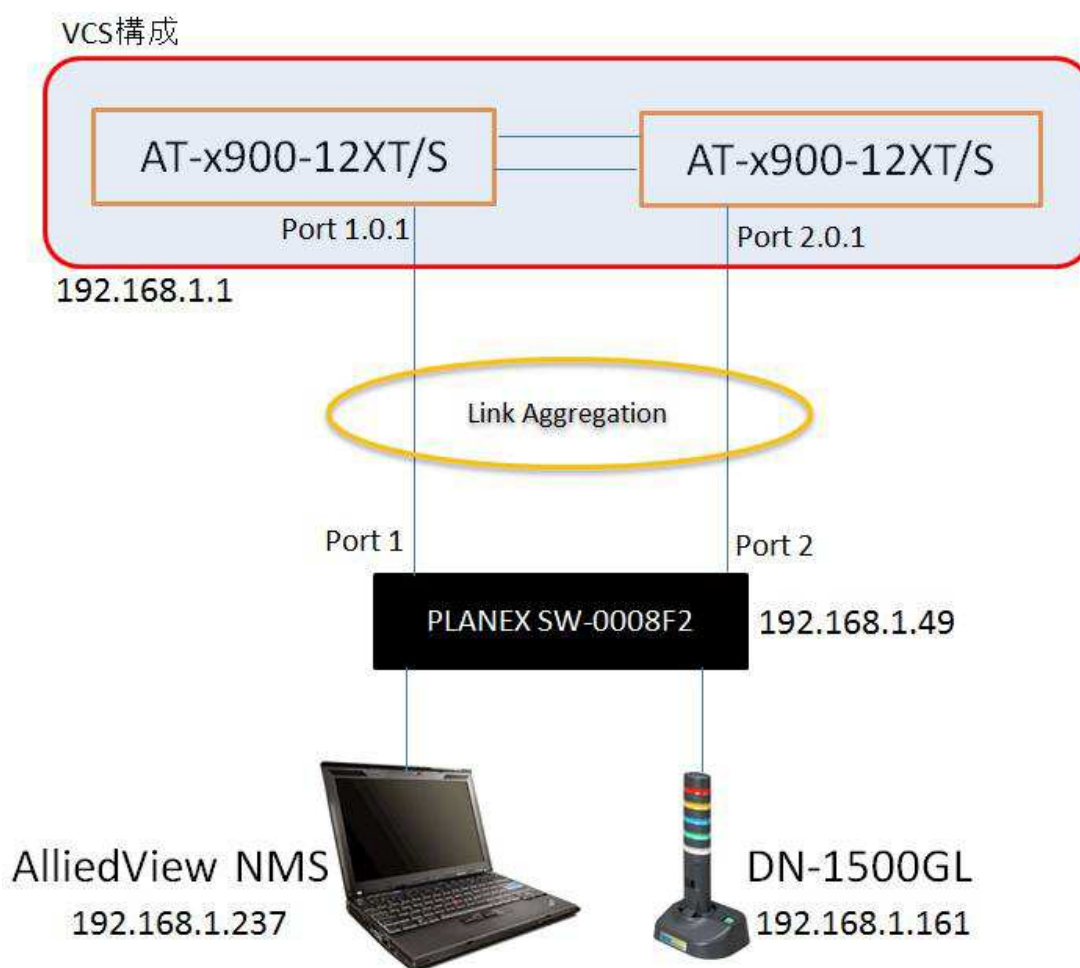 VCS構成
AT-x900-12XT/S
AT-x900-12XT/S
Port 1.0.1
Port 2.0.1
192.168.1.1
Link Aggregation
Port 1
Port 2
PLANEX SW-0008F2
192.168.1.49
AlliedView NMS
192.168.1.237
DN-1500GL
192.168.1.161